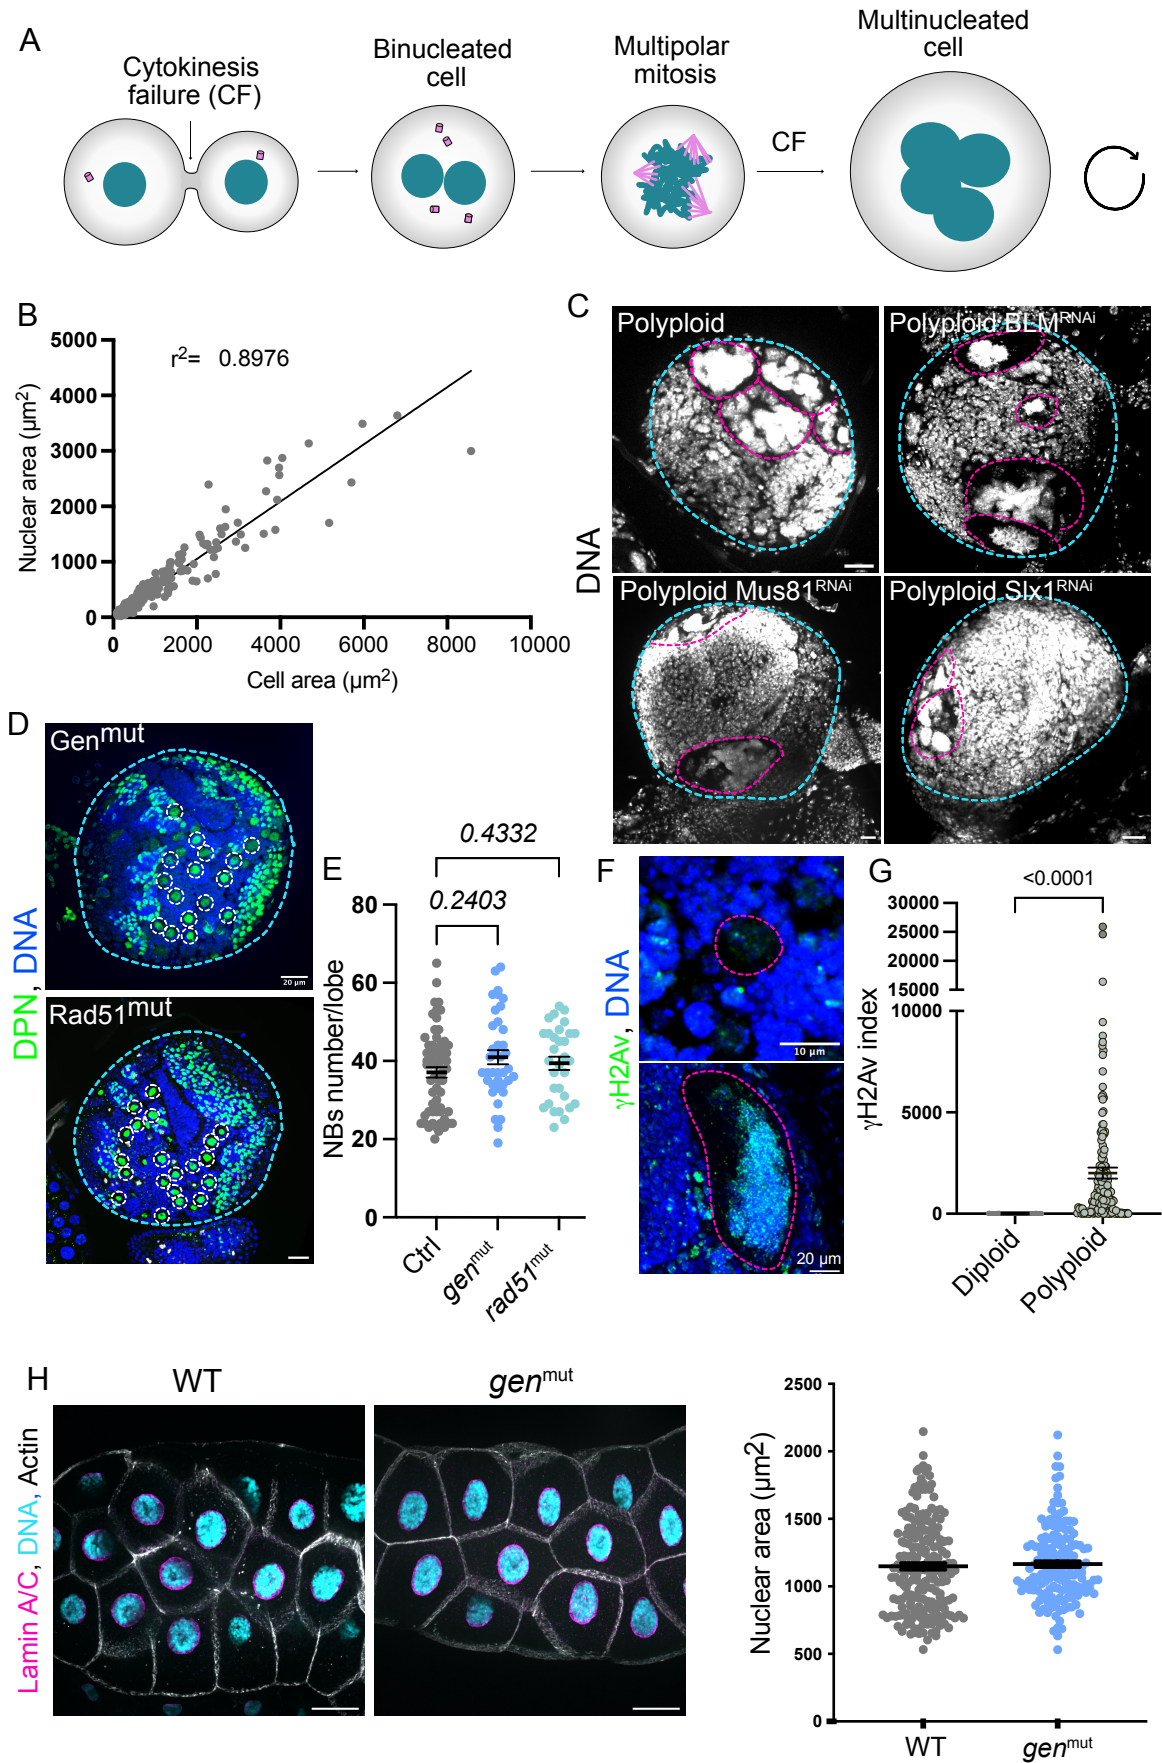 A
Cytokinesis
failure (CF)
Binucleated
cell
Multipolar
mitosis
CF
Multinucleated
cell
B
5000
4000
3000
2000
1000
0
r²= 0.8976
Nuclear area (µm²)
0
2000
4000
6000
8000
10000
Cell area (µm²)
C
DNA
Polyploid
Polyploid BLMRNAi
Polyploid Mus81RNAi
Polyploid Slx1RNAi
D
DPN, DNA
Genmut
20 µm
Rad51mut
E
0.4332
0.2403
NBs number/lobe
80
60
40
20
0
Ctrl
genmut
rad51mut
F
γH2Av, DNA
10 µm
20 µm
G
<0.0001
γH2Av index
30000
25000
20000
15000
10000
5000
0
Diploid
Polyploid
H
Lamin A/C, DNA, Actin
WT
genmut
Nuclear area (µm²)
2500
2000
1500
1000
500
0
WT
genmut